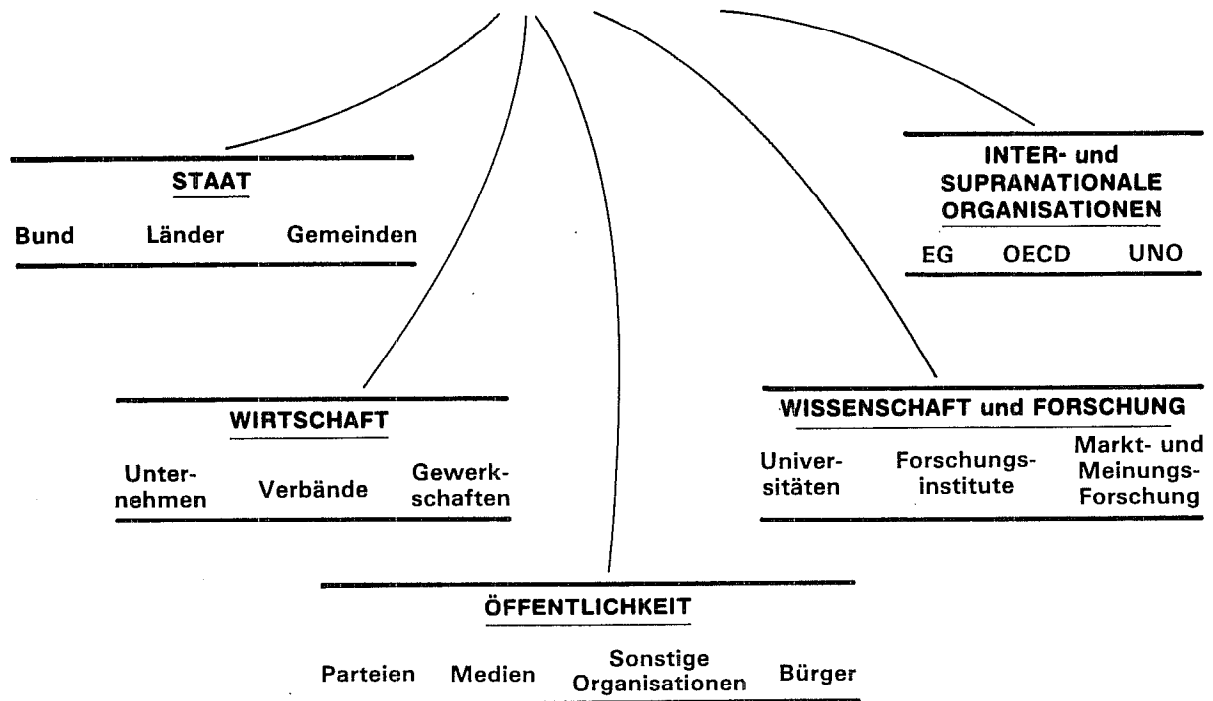 STAAT
Bund Länder Gemeinden
INTER- und
SUPRANATIONALE
ORGANISATIONEN
EG OECD UNO
WIRTSCHAFT
Unter-
nehmen
Verbände
Gewerk-
schaften
WISSENSCHAFT und FORSCHUNG
Univer-
sitäten
Forschungs-
institute
Markt- und
Meinungs-
Forschung
ÖFFENTLICHKEIT
Parteien
Medien
Sonstige
Organisationen
Bürger